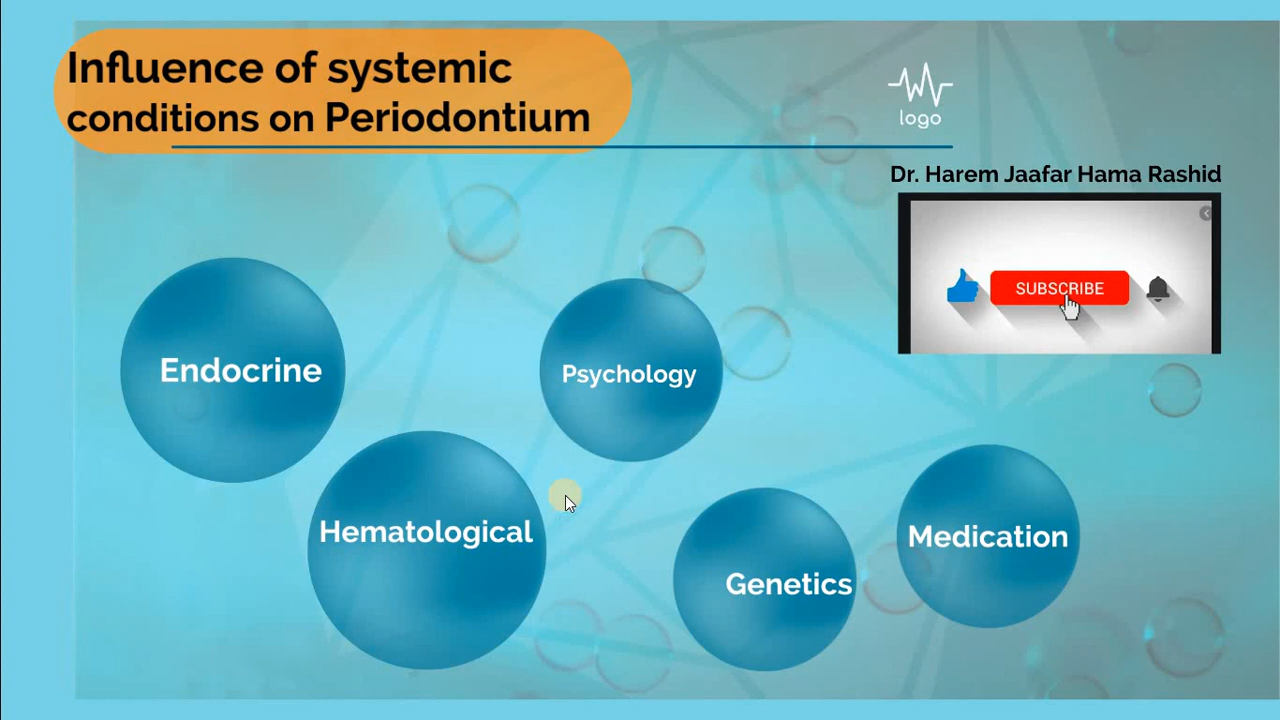 Influence of systemic
conditions on Periodontium
logo
Dr. Harem Jaafar Hama Rashid
SUBSCRIBE
Endocrine
Psychology
Hematological
Medication
Genetics